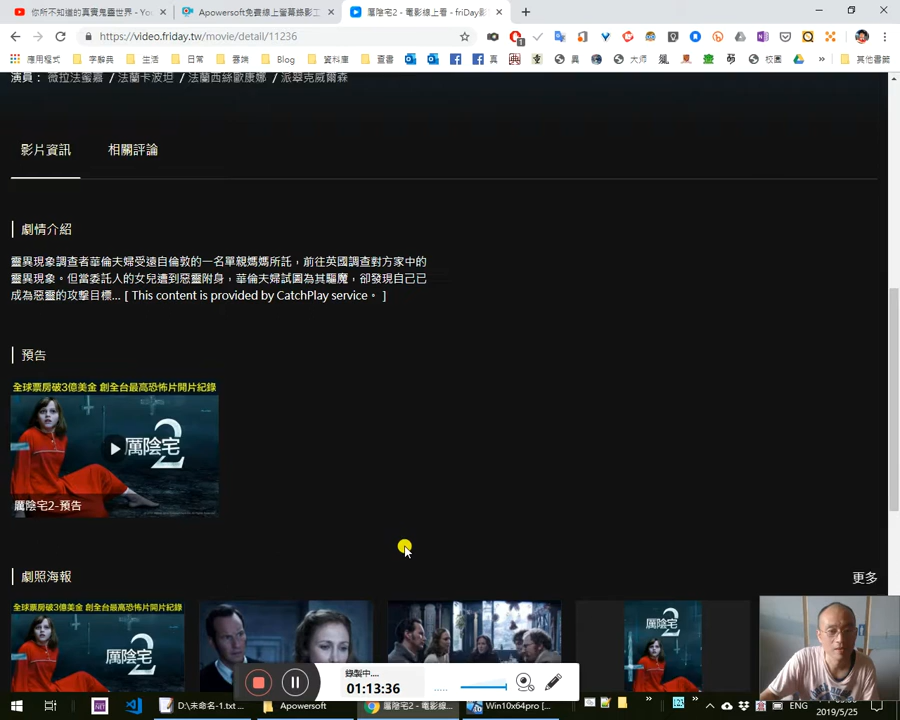 你所不知道的真實鬼靈世界 - You
Apowersoft免費線上螢幕錄影工
厲陰宅2 - 電影線上看 - friDay影
https://video.friday.tw/movie/detail/11236
應用程式
字辭典
生活
日常
雲端
Blog
資料庫
查書
真
典
異
大师
校園
其他書籤
演員： 薇拉法蜜嘉 / 法蘭卡波坦 / 法蘭西絲歐康娜 / 派翠克威爾森
影片資訊
相關評論
劇情介紹
靈異現象調查者華倫夫婦受遠自倫敦的一名單親媽媽所託，前往英國調查對方家中的
靈異現象。但當委託人的女兒遭到惡靈附身，華倫夫婦試圖為其驅魔，卻發現自己已
成為惡靈的攻擊目標... [ This content is provided by CatchPlay service。 ]
預告
全球票房破3億美金 創全台最高恐怖片開片紀錄
厲陰宅2
厲陰宅2-預告
劇照海報
更多
全球票房破3億美金 創全台最高恐怖片開片紀錄
厲陰宅2
厲陰宅2
錄製中....
01:13:36
D:\未命名-1.txt ...
Apowersoft
厲陰宅2 - 電影線...
Win10x64pro [...
ENG
2019/5/25